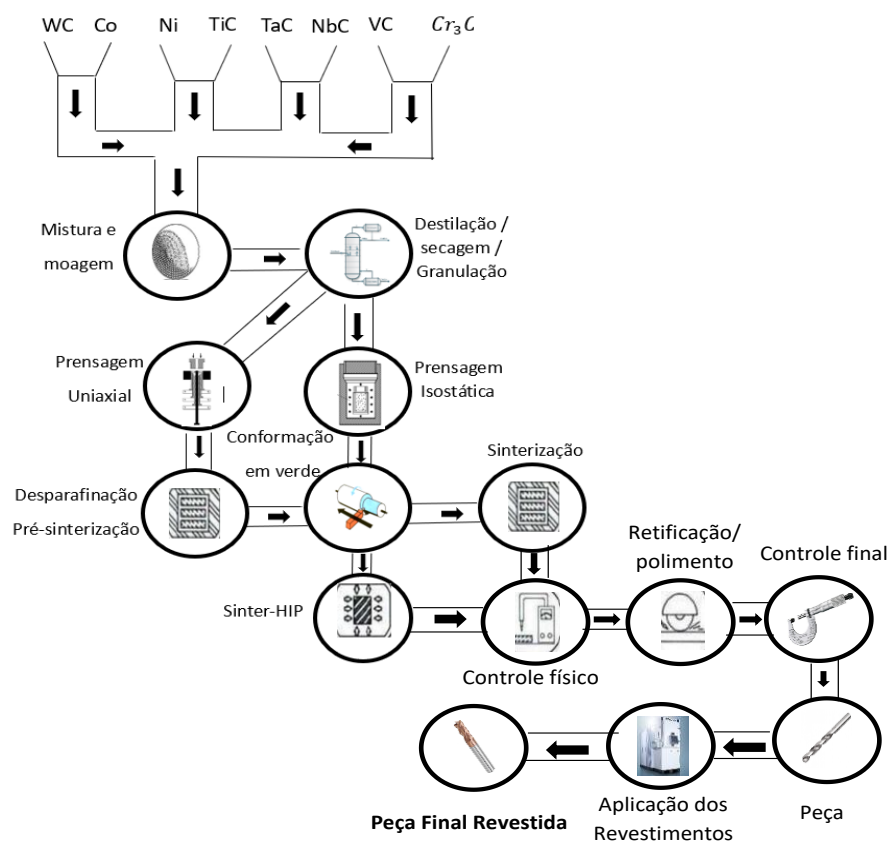 WC Co Ni TiC TaC NbC VC Cr₃C
Mistura e
moagem
Destilação /
secagem /
Granulação
Prensagem
Uniaxial
Prensagem
Isostática
Conformação
em verde
Sinterização
Desparafinação
Pré-sinterização
Retificação/
polimento
Controle final
Sinter-HIP
Controle físico
Peça Final Revestida
Aplicação dos
Revestimentos
Peça